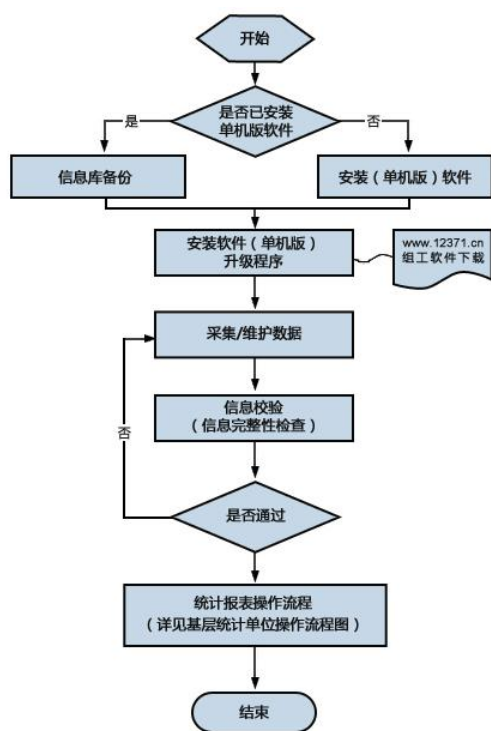 开始
是否已安装
单机版软件
是
否
信息库备份
安装（单机版）软件
安装软件（单机版）
升级程序
www.12371.cn
组工软件下载
采集/维护数据
信息校验
（信息完整性检查）
否
是否通过
统计报表操作流程
（详见基层统计单位操作流程图）
结束